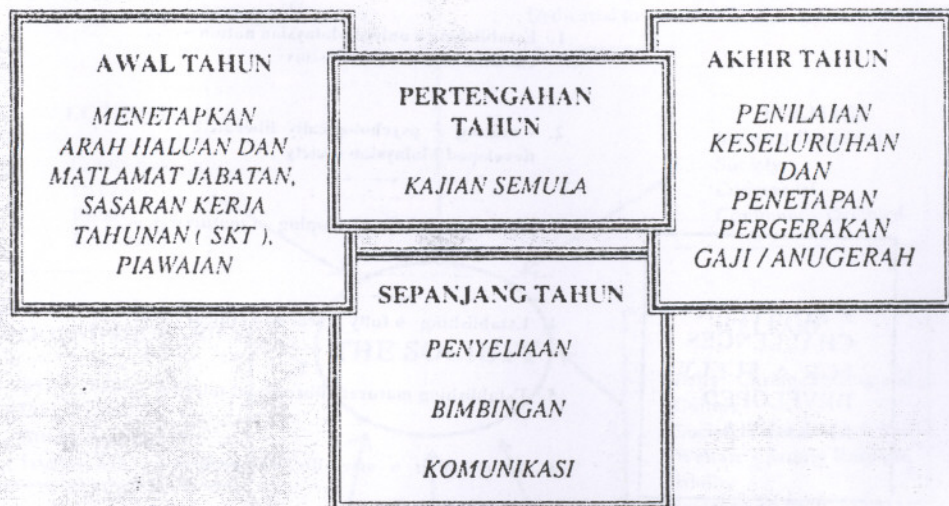 AWAL TAHUN
MENETAPKAN
ARAH HALUAN DAN
MATLAMAT JABATAN,
SASARAN KERJA
TAHUNAN ( SKT ),
PIAWAIAN
PERTENGAHAN
TAHUN
KAJIAN SEMULA
AKHIR TAHUN
PENILAIAN
KESELURUHAN
DAN
PENETAPAN
PERGERAKAN
GAJI / ANUGERAH
SEPANJANG TAHUN
PENYELIAAN
BIMBINGAN
KOMUNIKASI